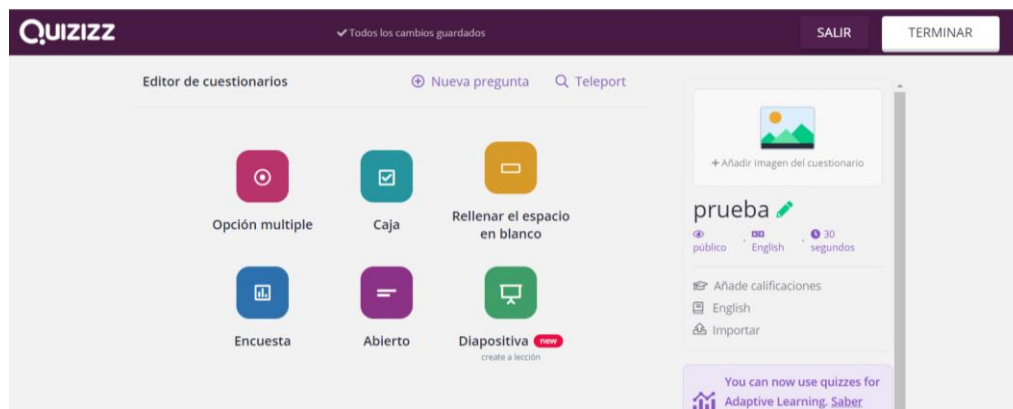 QUIZIZZ
Todos los cambios guardados
SALIR
TERMINAR
Editor de cuestionarios
Nueva pregunta
Teleport
Opción multiple
Caja
Rellenar el espacio
en blanco
Encuesta
Abierto
Diapositiva new
create a lección
+ Añadir imagen del cuestionario
prueba
público
English
30
segundos
Añade calificaciones
English
Importar
You can now use quizzes for
Adaptive Learning. Saber